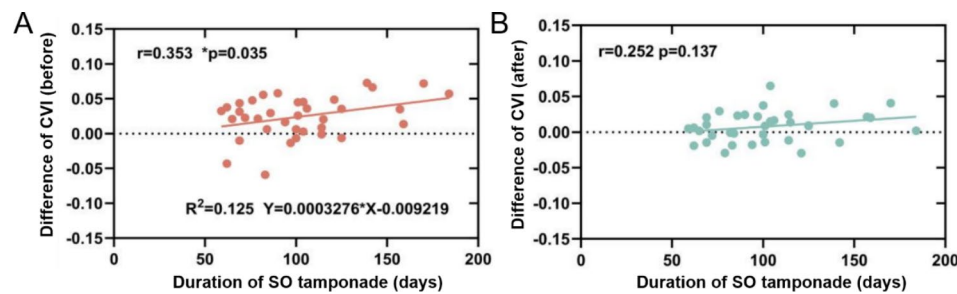 A
Difference of CVI (before)
0.15
0.10
0.05
0.00
-0.05
-0.10
-0.15
r=0.353 *p=0.035
R²=0.125 Y=0.0003276*X-0.009219
0 50 100 150 200
Duration of SO tamponade (days)
B
Difference of CVI (after)
0.15
0.10
0.05
0.00
-0.05
-0.10
-0.15
r=0.252 p=0.137
0 50 100 150 200
Duration of SO tamponade (days)